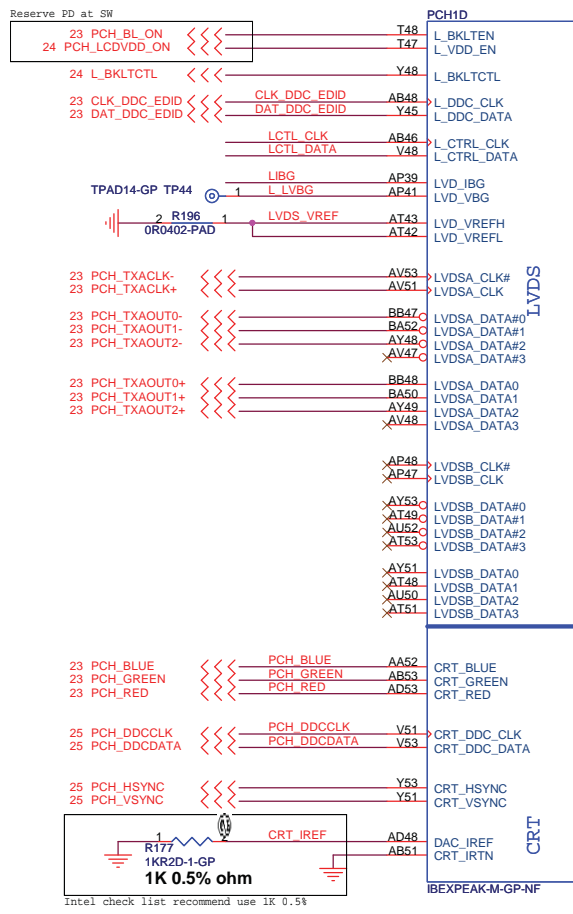 Reserve PD at SW
PCH1D
23 PCH_BL_ON T48 L_BKLTEN
24 PCH_LCDVDD_ON T47 L_VDD_EN
24 L_BKLTCTL Y48 L_BKLTCTL
23 CLK_DDC_EDID CLK_DDC_EDID AB48 L_DDC_CLK
23 DAT_DDC_EDID DAT_DDC_EDID Y45 L_DDC_DATA
LCTL_CLK AB46 L_CTRL_CLK
LCTL_DATA V48 L_CTRL_DATA
LIBG AP39 LVD_IBG
TPAD14-GP TP44 1 L_LVBG AP41 LVD_VBG
2 R196 1 LVDS_VREF AT43 LVD_VREFH
0R0402-PAD AT42 LVD_VREFL
LVDS
23 PCH_TXACLK- AV53 LVDSA_CLK#
23 PCH_TXACLK+ AV51 LVDSA_CLK
23 PCH_TXAOUT0- BB47 LVDSA_DATA#0
23 PCH_TXAOUT1- BA52 LVDSA_DATA#1
23 PCH_TXAOUT2- AY48 LVDSA_DATA#2
AV47 LVDSA_DATA#3
23 PCH_TXAOUT0+ BB48 LVDSA_DATA0
23 PCH_TXAOUT1+ BA50 LVDSA_DATA1
23 PCH_TXAOUT2+ AY49 LVDSA_DATA2
AV48 LVDSA_DATA3
AP48 LVDSB_CLK#
AP47 LVDSB_CLK
AY53 LVDSB_DATA#0
AT49 LVDSB_DATA#1
AU52 LVDSB_DATA#2
AT53 LVDSB_DATA#3
AY51 LVDSB_DATA0
AT48 LVDSB_DATA1
AU50 LVDSB_DATA2
AT51 LVDSB_DATA3
23 PCH_BLUE PCH_BLUE AA52 CRT_BLUE
23 PCH_GREEN PCH_GREEN AB53 CRT_GREEN
23 PCH_RED PCH_RED AD53 CRT_RED
25 PCH_DDCCLK PCH_DDCCLK V51 CRT_DDC_CLK
25 PCH_DDCDATA PCH_DDCDATA V53 CRT_DDC_DATA
25 PCH_HSYNC Y53 CRT_HSYNC
25 PCH_VSYNC Y51 CRT_VSYNC
CRT
1 R177 2 CRT_IREF AD48 DAC_IREF
1KR2D-1-GP AB51 CRT_IRTN
1K 0.5% ohm
IBEXPEAK-M-GP-NF
Intel check list recommend use 1K 0.5%